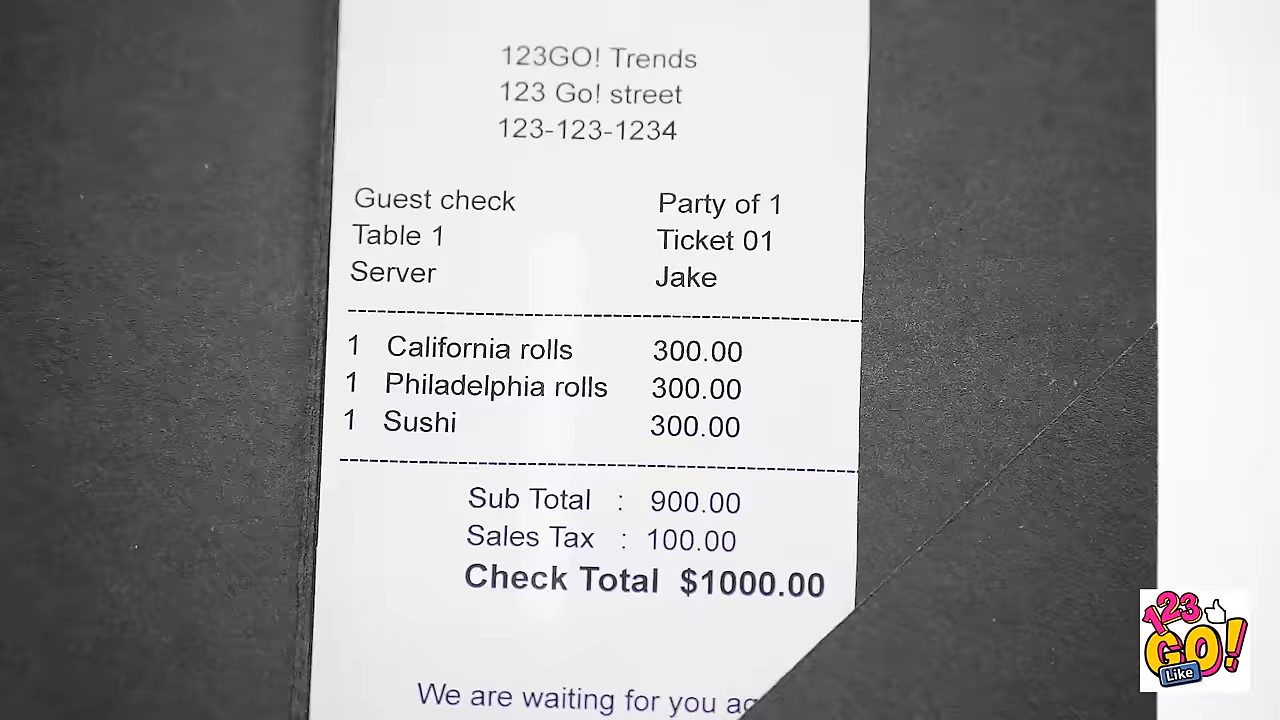 123GO! Trends
123 Go! street
123-123-1234
Guest check Party of 1
Table 1 Ticket 01
Server Jake
1 California rolls 300.00
1 Philadelphia rolls 300.00
1 Sushi 300.00
Sub Total : 900.00
Sales Tax : 100.00
Check Total $1000.00
We are waiting for you
123
GO!
Like